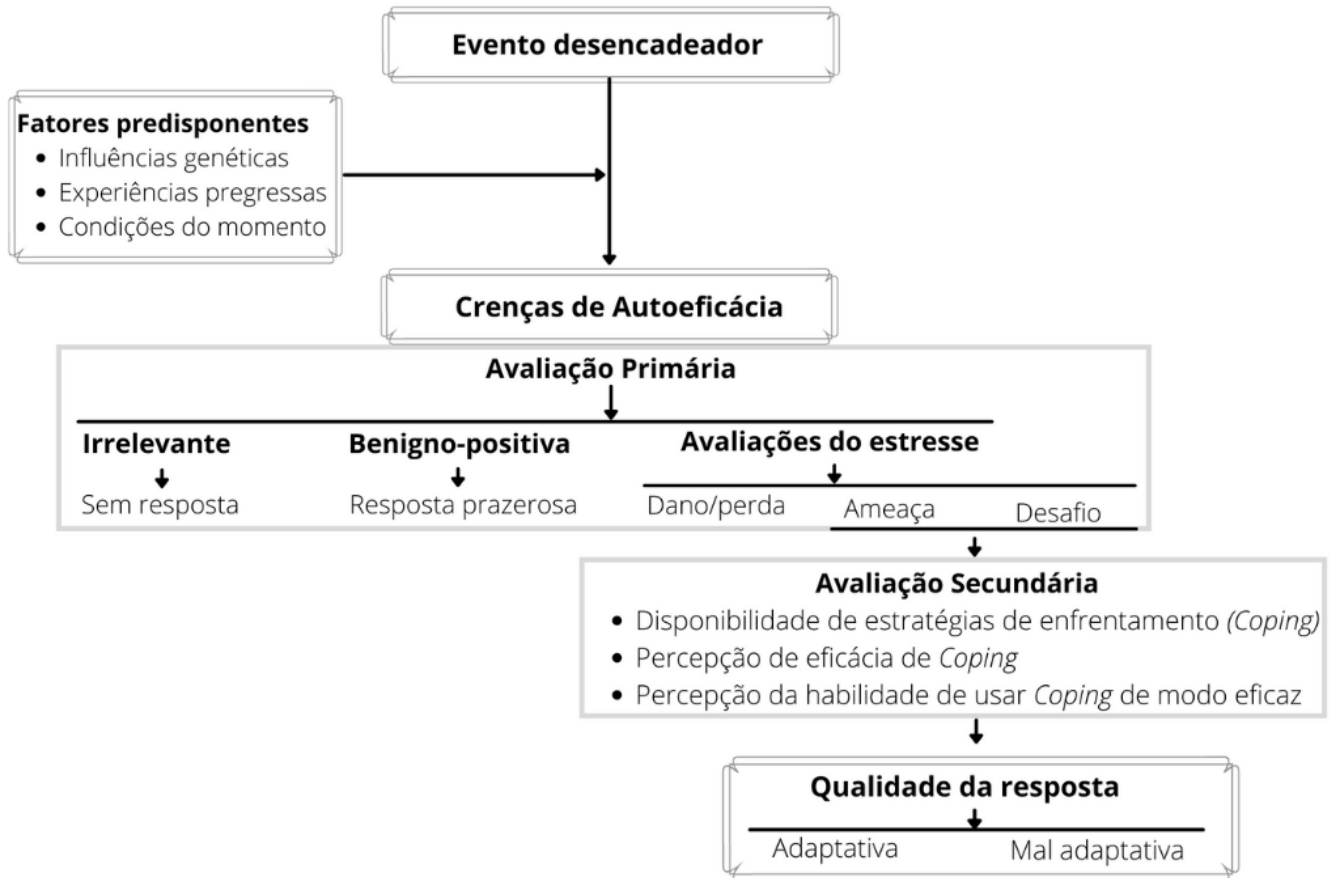 Evento desencadeador
Fatores predisponentes
• Influências genéticas
• Experiências pregressas
• Condições do momento
Crenças de Autoeficácia
Avaliação Primária
Irrelevante
Benigno-positiva
Avaliações do estresse
Sem resposta
Resposta prazerosa
Dano/perda
Ameaça
Desafio
Avaliação Secundária
• Disponibilidade de estratégias de enfrentamento (Coping)
• Percepção de eficácia de Coping
• Percepção da habilidade de usar Coping de modo eficaz
Qualidade da resposta
Adaptativa
Mal adaptativa